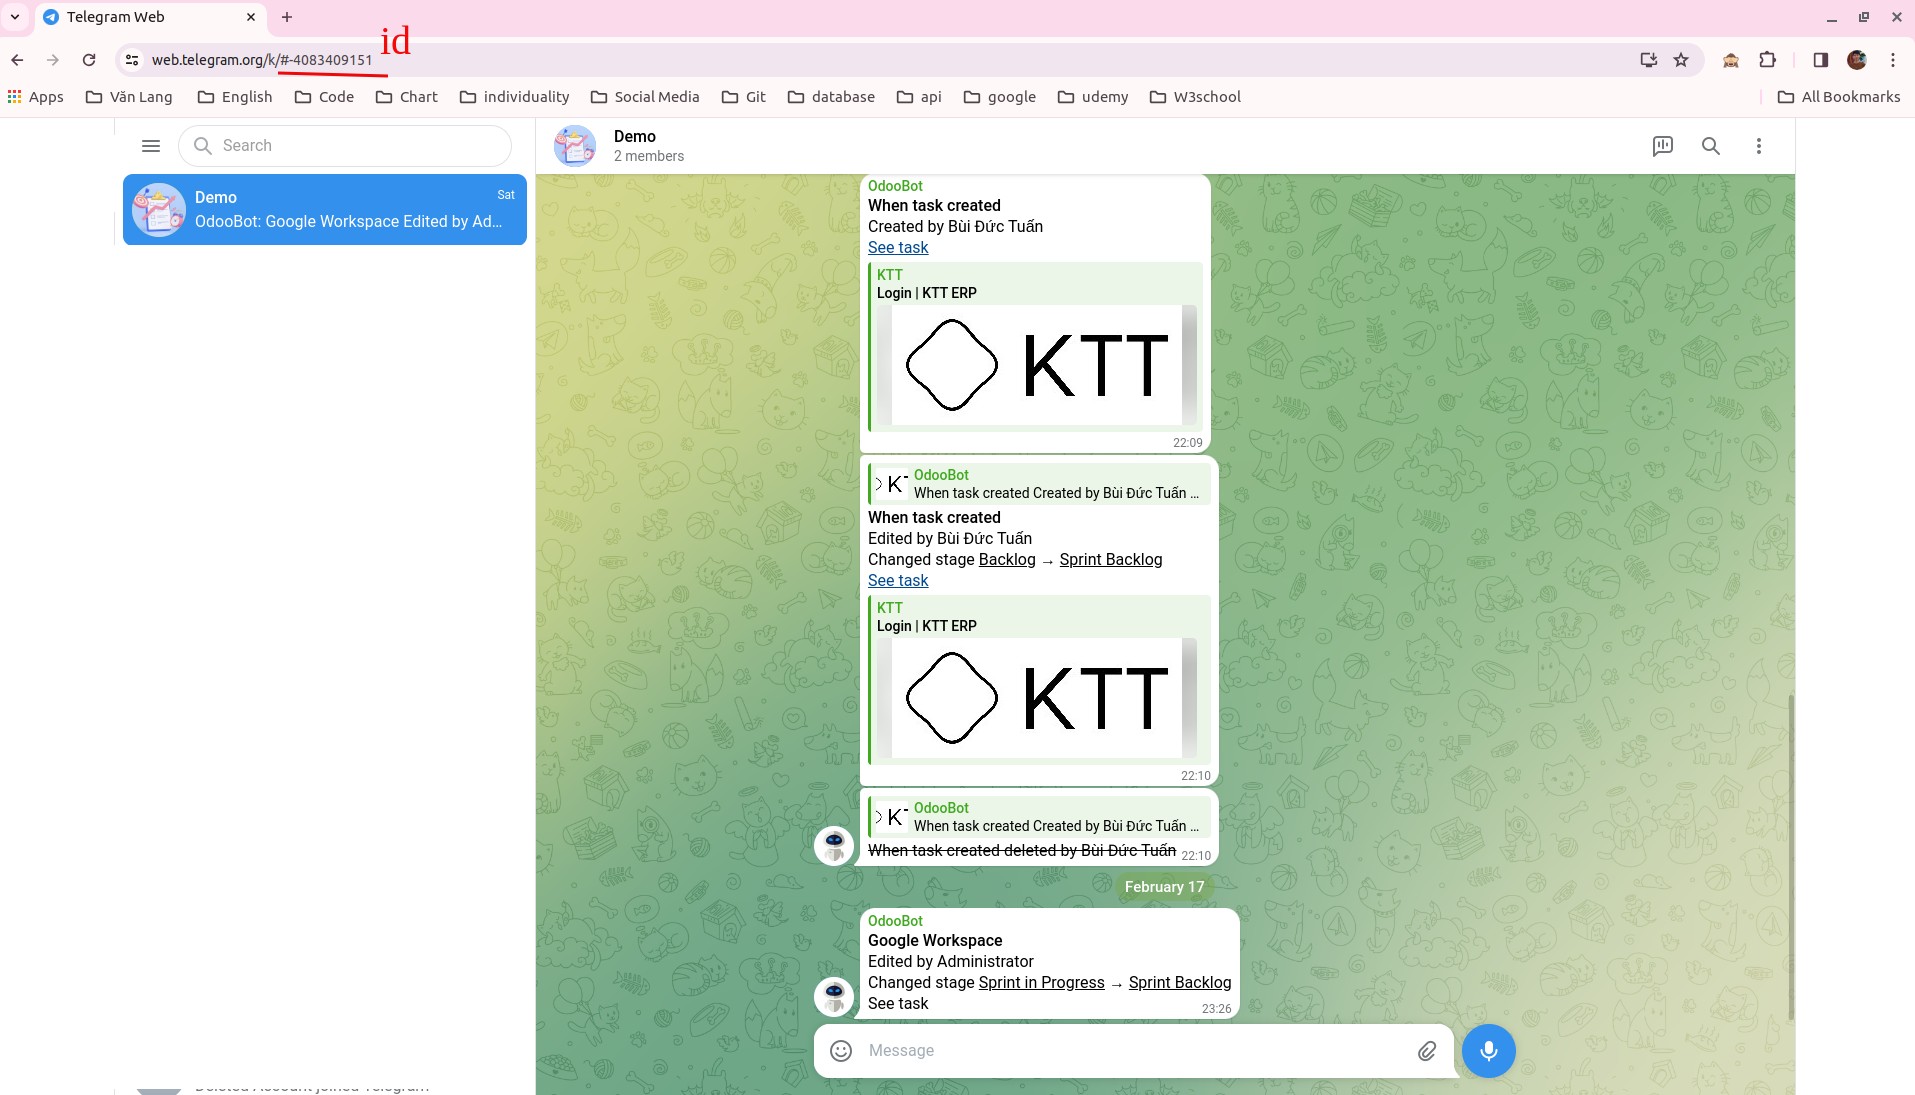 Telegram Web
id
web.telegram.org/k/#-4083409151
Apps
Văn Lang
English
Code
Chart
individuality
Social Media
Git
database
api
google
udemy
W3school
All Bookmarks
Search
Demo
Sat
OdooBot: Google Workspace Edited by Ad...
Deleted Account joined Telegram
Demo
2 members
OdooBot
When task created
Created by Bùi Đức Tuấn
See task
KTT
Login | KTT ERP
KTT
22:09
K
OdooBot
When task created Created by Bùi Đức Tuấn ...
When task created
Edited by Bùi Đức Tuấn
Changed stage Backlog → Sprint Backlog
See task
KTT
Login | KTT ERP
KTT
22:10
K
OdooBot
When task created Created by Bùi Đức Tuấn ...
When task created deleted by Bùi Đức Tuấn 22:10
February 17
OdooBot
Google Workspace
Edited by Administrator
Changed stage Sprint in Progress → Sprint Backlog
See task
23:26
Message